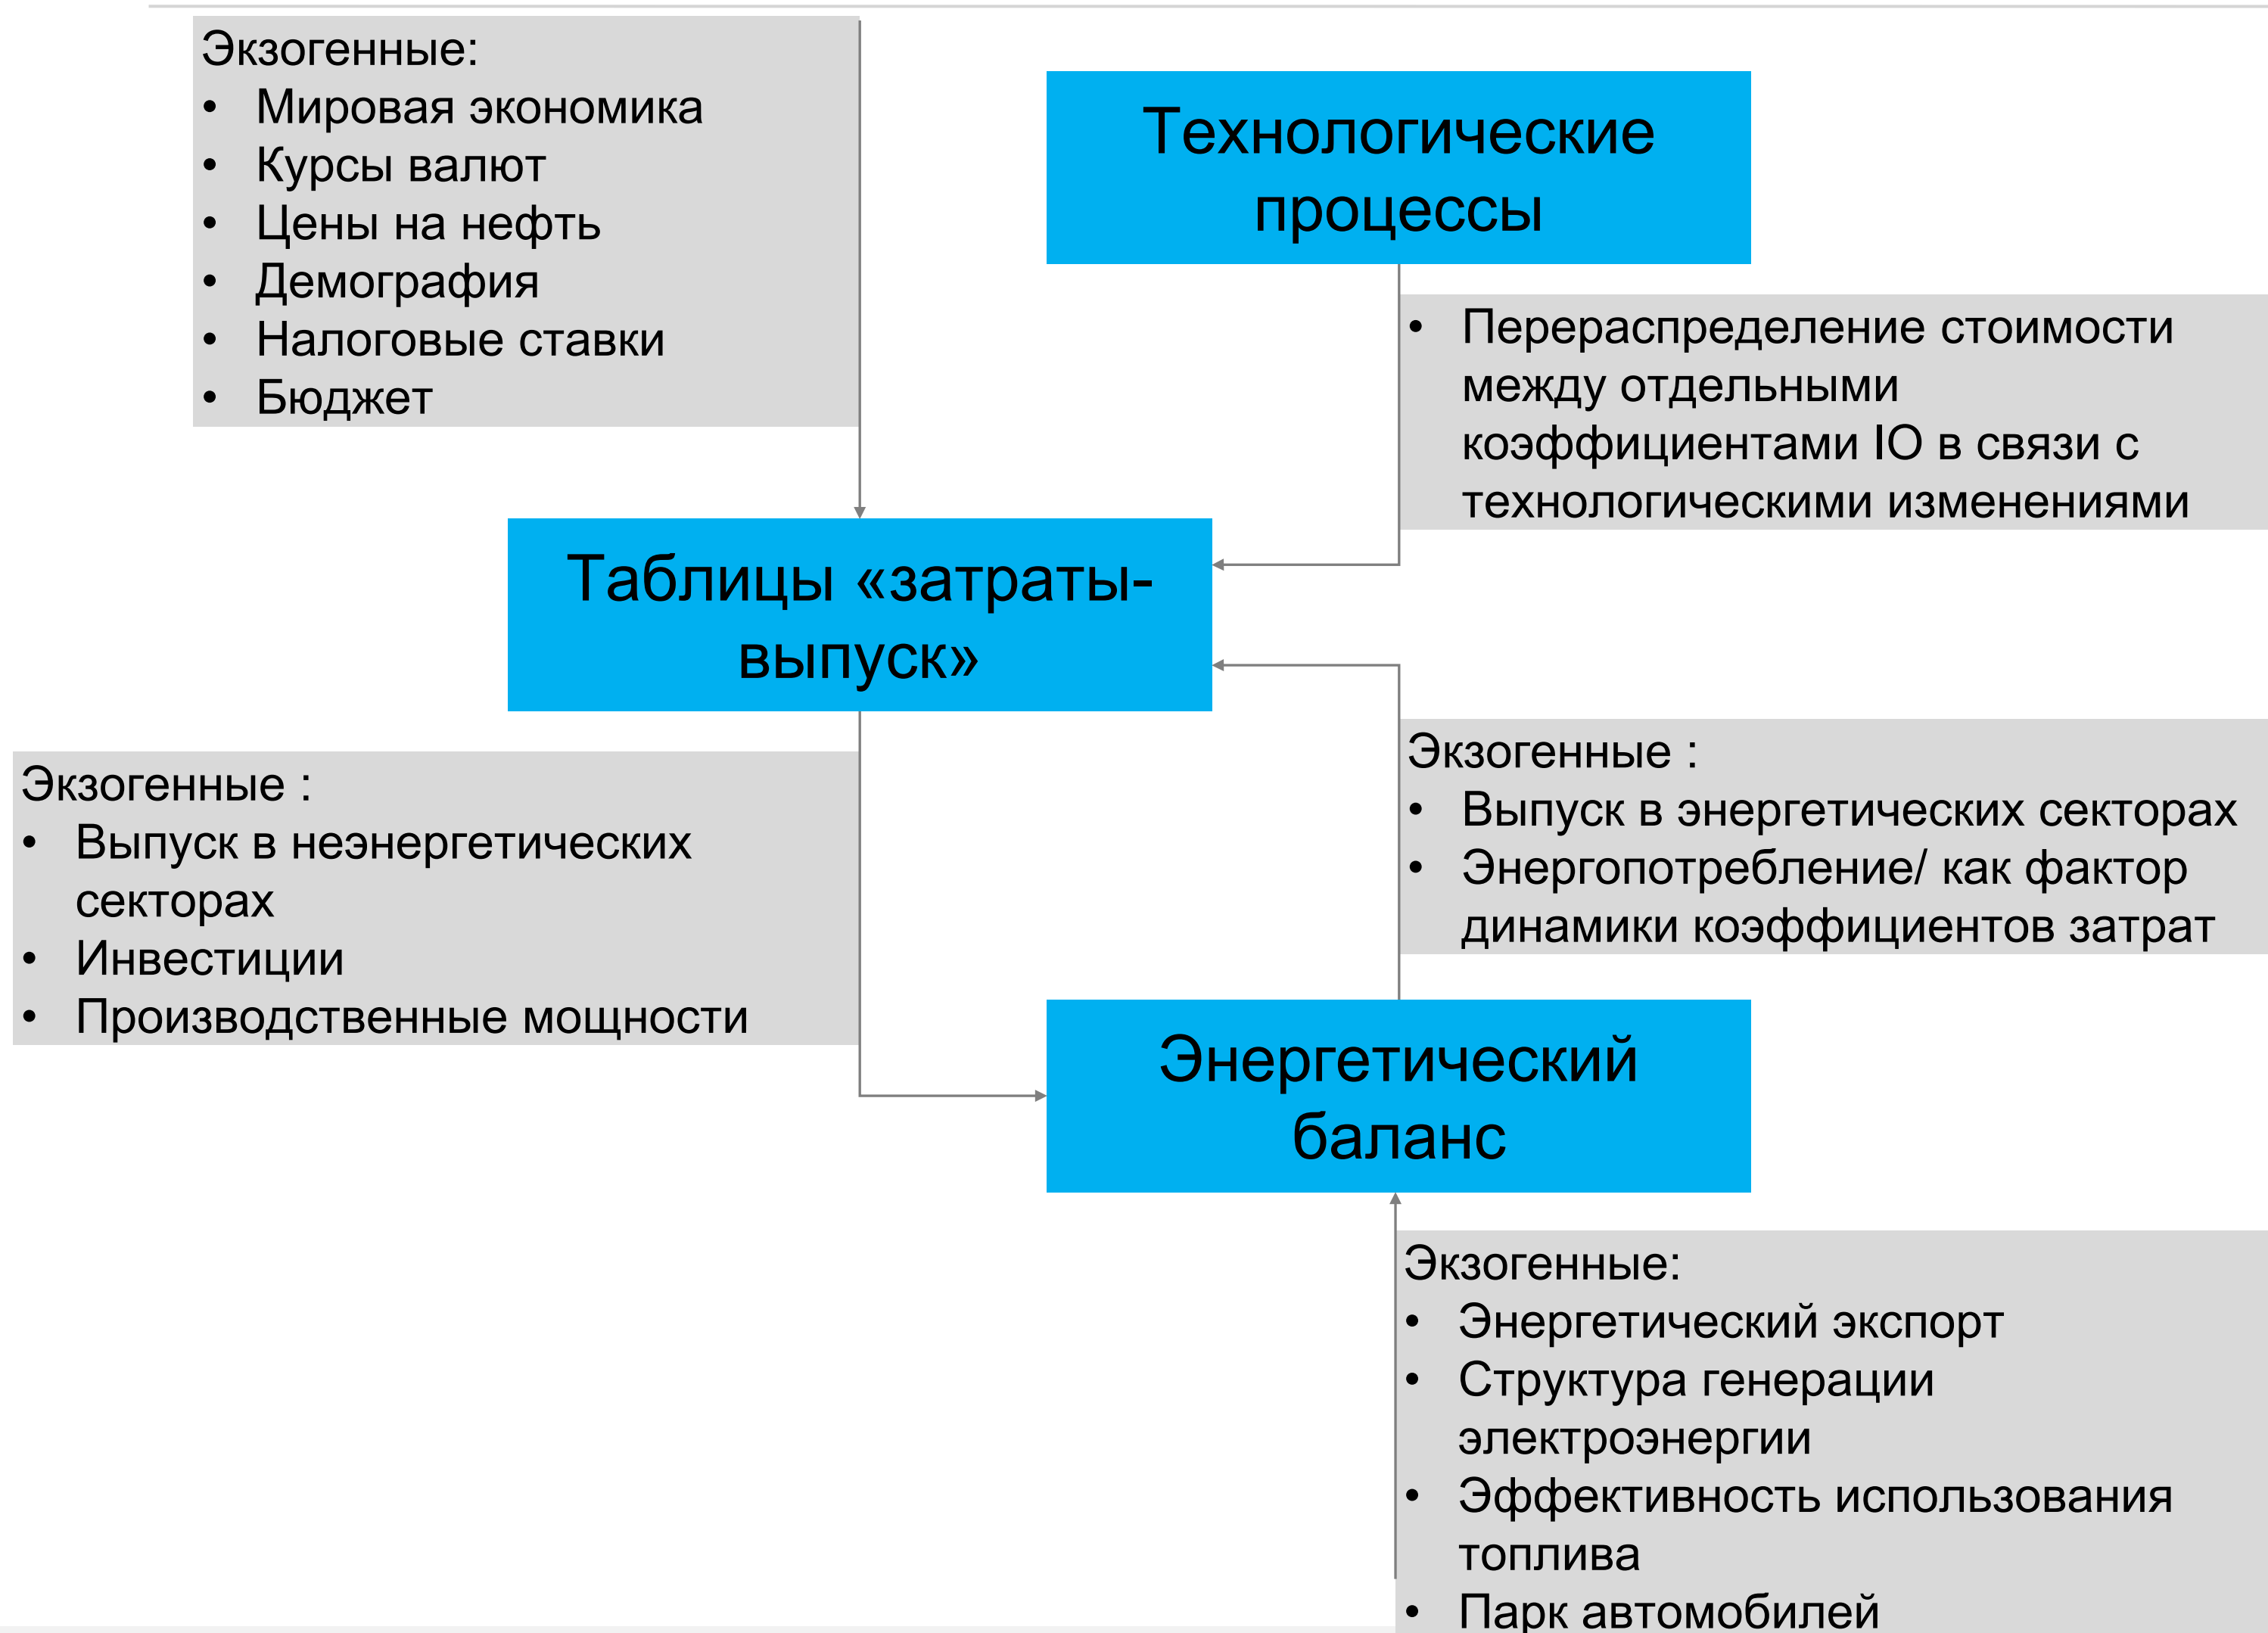 Экзогенные:
• Мировая экономика
• Курсы валют
• Цены на нефть
• Демография
• Налоговые ставки
• Бюджет
Технологические
процессы
• Перераспределение стоимости
между отдельными
коэффициентами IO в связи с
технологическими изменениями
Таблицы «затраты-
выпуск»
Экзогенные :
• Выпуск в неэнергетических
секторах
• Инвестиции
• Производственные мощности
Экзогенные :
• Выпуск в энергетических секторах
• Энергопотребление/ как фактор
динамики коэффициентов затрат
Энергетический
баланс
Экзогенные:
• Энергетический экспорт
• Структура генерации
электроэнергии
• Эффективность использования
топлива
• Парк автомобилей